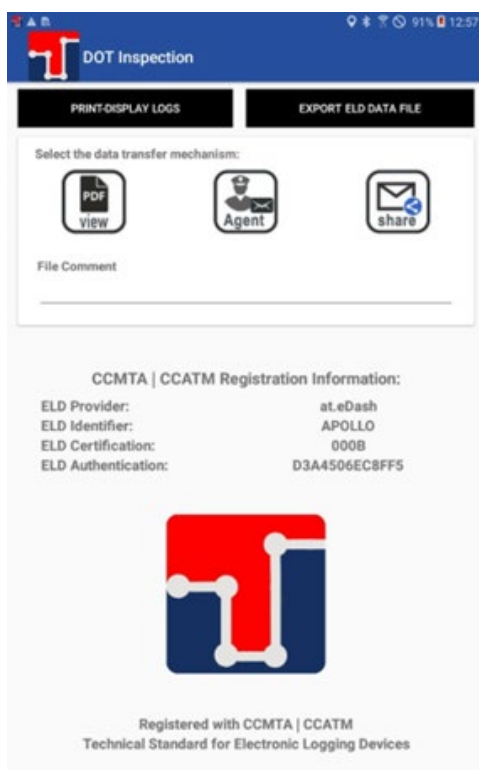 91% 12:57
DOT Inspection
PRINT-DISPLAY LOGS EXPORT ELD DATA FILE
Select the data transfer mechanism:
PDF
view Agent share
File Comment
CCMTA | CCATM Registration Information:
ELD Provider: at.eDash
ELD Identifier: APOLLO
ELD Certification: 000B
ELD Authentication: D3A4506EC8FF5
Registered with CCMTA | CCATM
Technical Standard for Electronic Logging Devices